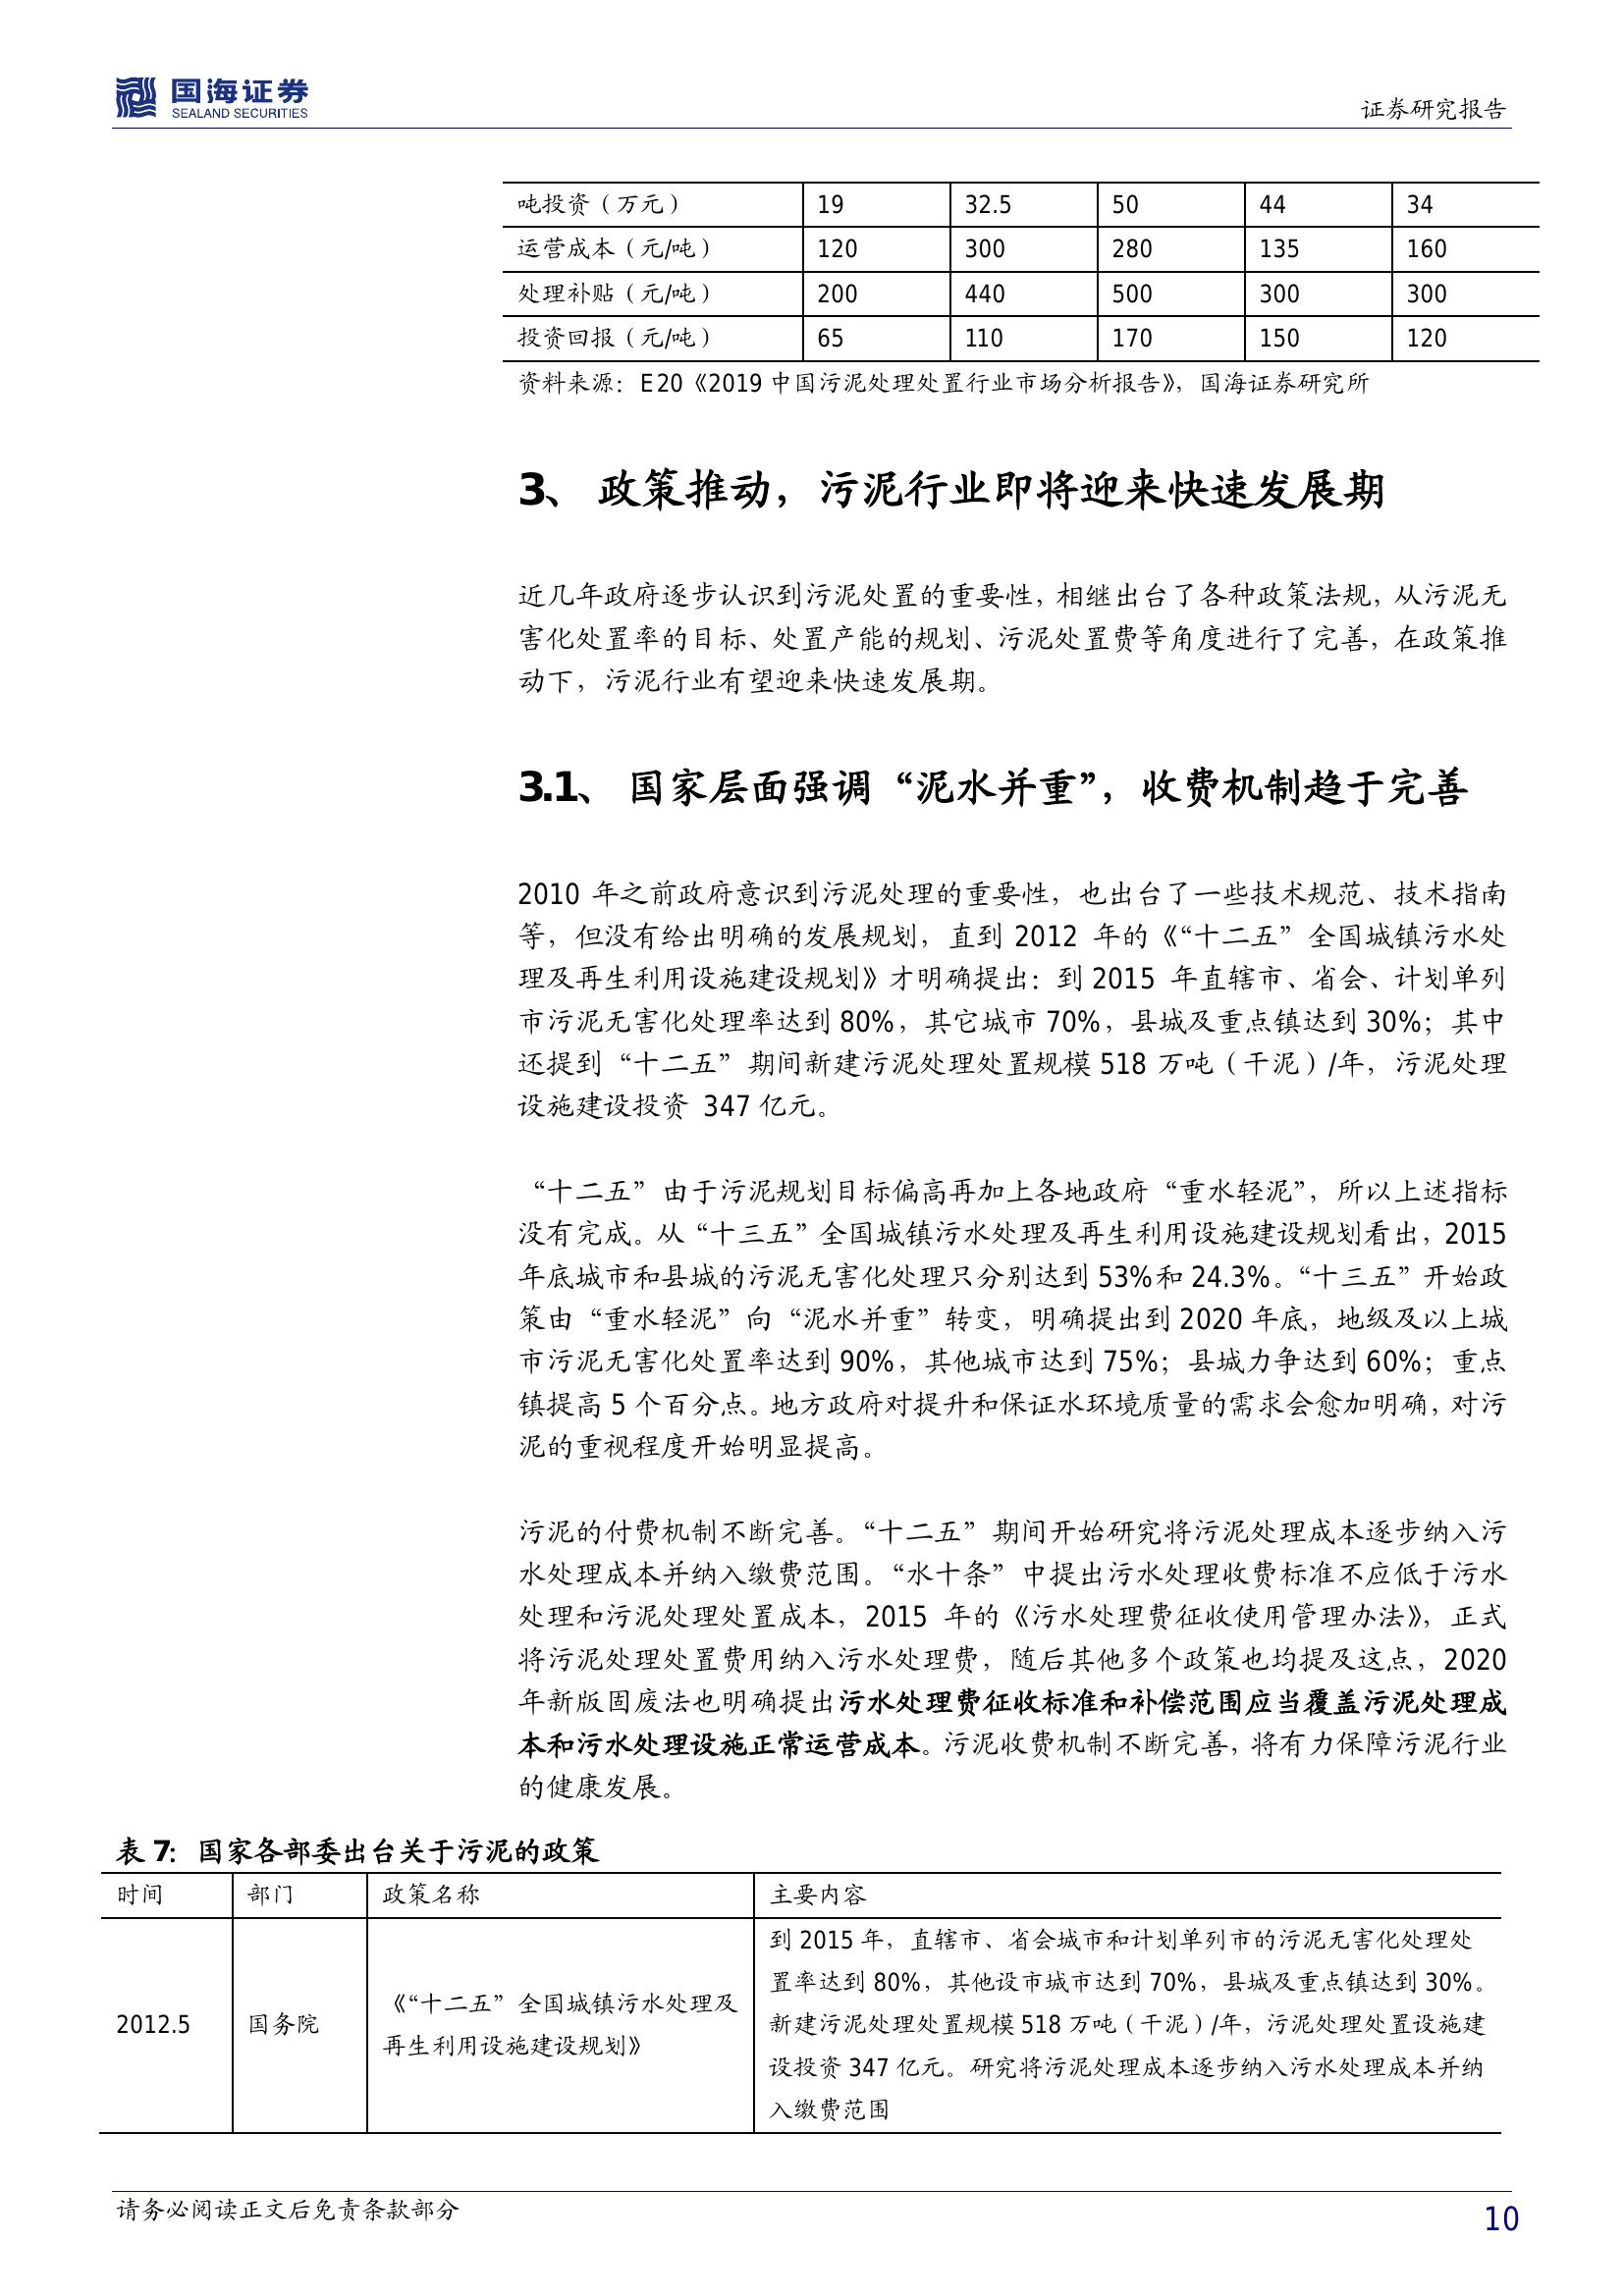 国海证券
SEALAND SECURITIES
证券研究报告
吨投资（万元） 19 32.5 50 44 34
运营成本（元/吨） 120 300 280 135 160
处理补贴（元/吨） 200 440 500 300 300
投资回报（元/吨） 65 110 170 150 120
资料来源：E20《2019 中国污泥处理处置行业市场分析报告》，国海证券研究所
3、 政策推动，污泥行业即将迎来快速发展期
近几年政府逐步认识到污泥处置的重要性，相继出台了各种政策法规，从污泥无
害化处置率的目标、处置产能的规划、污泥处置费等角度进行了完善，在政策推
动下，污泥行业有望迎来快速发展期。
3.1、 国家层面强调“泥水并重”，收费机制趋于完善
2010 年之前政府意识到污泥处理的重要性，也出台了一些技术规范、技术指南
等，但没有给出明确的发展规划，直到 2012 年的《“十二五”全国城镇污水处
理及再生利用设施建设规划》才明确提出：到 2015 年直辖市、省会、计划单列
市污泥无害化处理率达到 80%，其它城市 70%，县城及重点镇达到 30%；其中
还提到“十二五”期间新建污泥处理处置规模 518 万吨（干泥）/年，污泥处理
设施建设投资 347 亿元。
“十二五”由于污泥规划目标偏高再加上各地政府“重水轻泥”，所以上述指标
没有完成。从“十三五”全国城镇污水处理及再生利用设施建设规划看出，2015
年底城市和县城的污泥无害化处理只分别达到 53%和 24.3%。“十三五”开始政
策由“重水轻泥”向“泥水并重”转变，明确提出到 2020 年底，地级及以上城
市污泥无害化处置率达到 90%，其他城市达到 75%；县城力争达到 60%；重点
镇提高 5 个百分点。地方政府对提升和保证水环境质量的需求会愈加明确，对污
泥的重视程度开始明显提高。
污泥的付费机制不断完善。“十二五”期间开始研究将污泥处理成本逐步纳入污
水处理成本并纳入缴费范围。“水十条”中提出污水处理收费标准不应低于污水
处理和污泥处理处置成本，2015 年的《污水处理费征收使用管理办法》，正式
将污泥处理处置费用纳入污水处理费，随后其他多个政策也均提及这点，2020
年新版固废法也明确提出污水处理费征收标准和补偿范围应当覆盖污泥处理成
本和污水处理设施正常运营成本。污泥收费机制不断完善，将有力保障污泥行业
的健康发展。
表 7：国家各部委出台关于污泥的政策
时间 部门 政策名称 主要内容
2012.5 国务院
《“十二五”全国城镇污水处理及
再生利用设施建设规划》
到 2015 年，直辖市、省会城市和计划单列市的污泥无害化处理处
置率达到 80%，其他设市城市达到 70%，县城及重点镇达到 30%。
新建污泥处理处置规模 518 万吨（干泥）/年，污泥处理处置设施建
设投资 347 亿元。研究将污泥处理成本逐步纳入污水处理成本并纳
入缴费范围
请务必阅读正文后免责条款部分
10